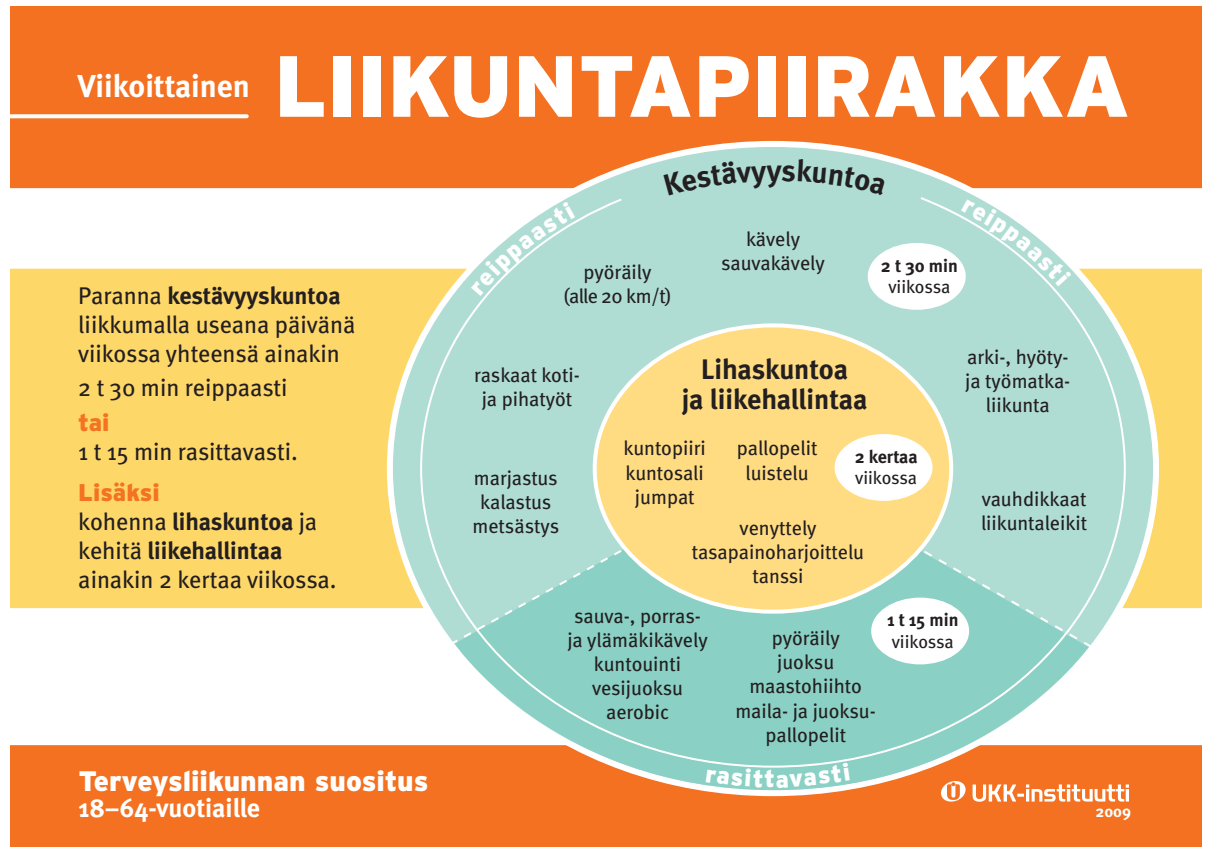 Viikoittainen LIIKUNTAPIIRAKKA
Paranna kestävyyskuntoa
liikkumalla useana päivänä
viikossa yhteensä ainakin
2 t 30 min reippaasti
tai
1 t 15 min rasittavasti.
Lisäksi
kohenna lihaskuntoa ja
kehitä liikehallintaa
ainakin 2 kertaa viikossa.
Kestävyyskuntoa
reippaasti
reippaasti
kävely
sauvakävely
2 t 30 min
viikossa
pyöräily
(alle 20 km/t)
raskaat koti-
ja pihatyöt
marjastus
kalastus
metsästys
arki-, hyöty-
ja työmatka-
liikunta
vauhdikkaat
liikuntaleikit
Lihaskuntoa
ja liikehallintaa
kuntopiiri
kuntosali
jumpat
pallopelit
luistelu
2 kertaa
viikossa
venyttely
tasapainoharjoittelu
tanssi
sauva-, porras-
ja ylämäkikävely
kuntouinti
vesijuoksu
aerobic
pyöräily
juoksu
maastohiihto
maila- ja juoksu-
pallopelit
1 t 15 min
viikossa
rasittavasti
Terveysliikunnan suositus
18–64-vuotiaille
UKK-instituutti
2009